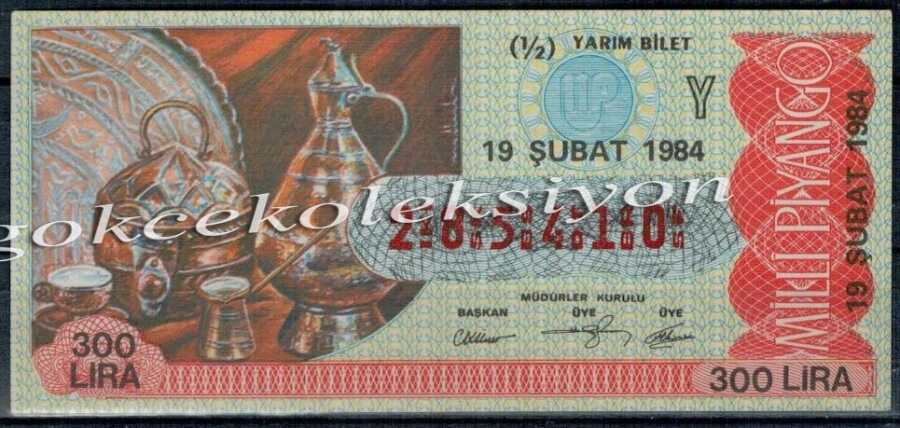 (½) YARIM BİLET
Y
19 ŞUBAT 1984
gokcekoleksiyon
2 6 5 4 1 0
MÜDÜRLER KURULU
BAŞKAN ÜYE ÜYE
300
LİRA
300 LİRA
MİLLİ PİYANGO
19 ŞUBAT 1984